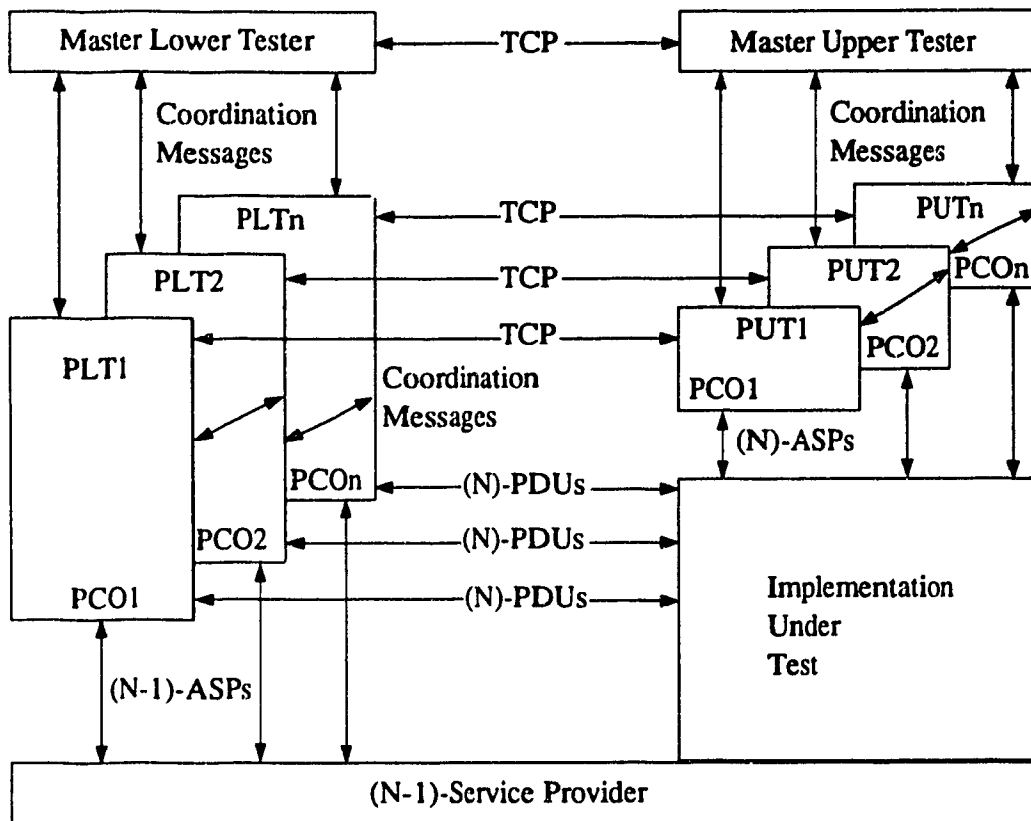 Master Lower Tester
TCP
Master Upper Tester
Coordination
Messages
Coordination
Messages
PLTn
TCP
PUTn
PLT2
TCP
PUT2
PCOn
PLT1
TCP
PUT1
PCO2
PCO1
Coordination
Messages
(N)-ASPs
PCOn
(N)-PDUs
PCO2
(N)-PDUs
PCO1
(N)-PDUs
Implementation
Under
Test
(N-1)-ASPs
(N-1)-Service Provider